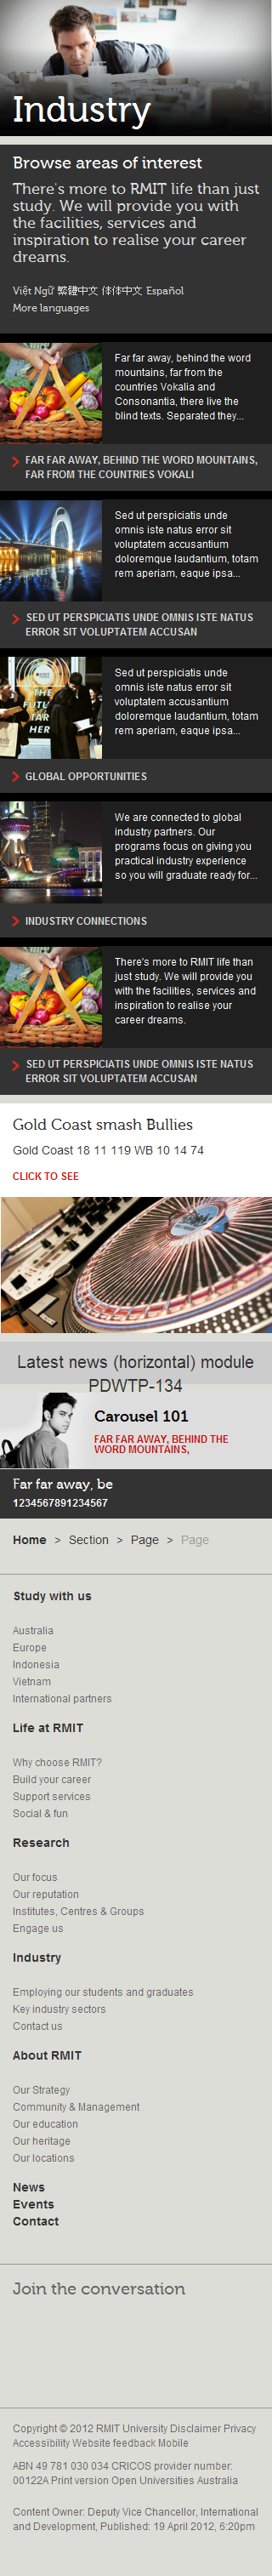 Industry
Browse areas of interest
There's more to RMIT life than just
study. We will provide you with
the facilities, services and
inspiration to realise your career
dreams.
Việt Ngữ 繁體中文 Español
More languages
Far far away, behind the word
mountains, far from the
countries Vokalia and
Consonantia, there live the
blind texts. Separated they...
FAR FAR AWAY, BEHIND THE WORD MOUNTAINS,
FAR FROM THE COUNTRIES VOKALI
Sed ut perspiciatis unde
omnis iste natus error sit
voluptatem accusantium
doloremque laudantium, totam
rem aperiam, eaque ipsa...
SED UT PERSPICIATIS UNDE OMNIS ISTE NATUS
ERROR SIT VOLUPTATEM ACCUSAN
THE
FUTU
TAR
HER
Sed ut perspiciatis unde
omnis iste natus error sit
voluptatem accusantium
doloremque laudantium, totam
rem aperiam, eaque ipsa...
GLOBAL OPPORTUNITIES
We are connected to global
industry partners. Our
programs focus on giving you
practical industry experience
so you will graduate ready for...
INDUSTRY CONNECTIONS
There's more to RMIT life than
just study. We will provide you
with the facilities, services and
inspiration to realise your
career dreams.
SED UT PERSPICIATIS UNDE OMNIS ISTE NATUS
ERROR SIT VOLUPTATEM ACCUSAN
Gold Coast smash Bullies
Gold Coast 18 11 119 WB 10 14 74
CLICK TO SEE
Latest news (horizontal) module
PDWTP-134
Carousel 101
FAR FAR AWAY, BEHIND THE
WORD MOUNTAINS,
Far far away, be
1234567891234567
Home > Section > Page > Page
Study with us
Australia
Europe
Indonesia
Vietnam
International partners
Life at RMIT
Why choose RMIT?
Build your career
Support services
Social & fun
Research
Our focus
Our reputation
Institutes, Centres & Groups
Engage us
Industry
Employing our students and graduates
Key industry sectors
Contact us
About RMIT
Our Strategy
Community & Management
Our education
Our heritage
Our locations
News
Events
Contact
Join the conversation
Copyright © 2012 RMIT University Disclaimer Privacy
Accessibility Website feedback Mobile
ABN 49 781 030 034 CRICOS provider number:
00122A Print version Open Universities Australia
Content Owner: Deputy Vice Chancellor, International
and Development, Published: 19 April 2012, 6:20pm